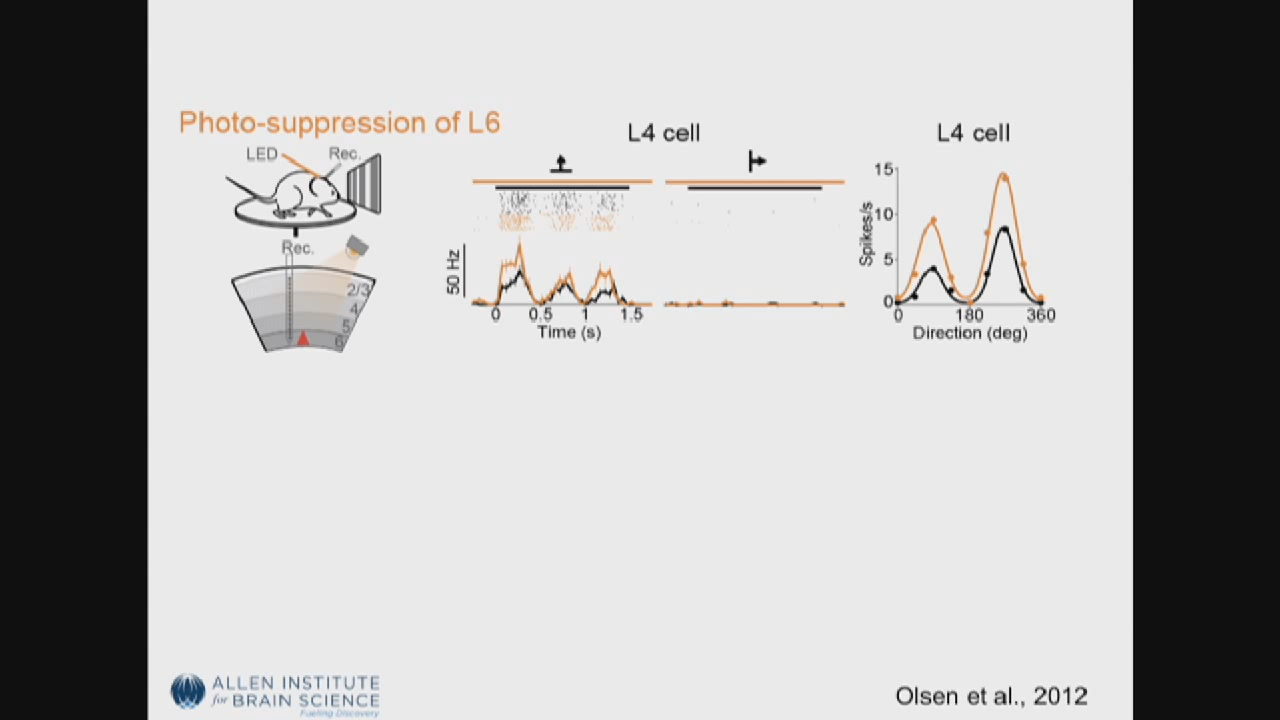 Photo-suppression of L6
LED
Rec.
Rec.
2/3
4
5
6
L4 cell
50 Hz
0 0.5 1 1.5
Time (s)
L4 cell
15
10
5
0
Spikes/s
0 180 360
Direction (deg)
ALLEN INSTITUTE
for BRAIN SCIENCE
Fueling Discovery
Olsen et al., 2012